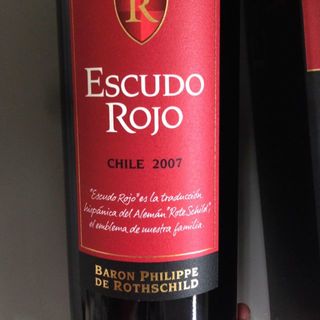 R
ESCUDO
ROJO
CHILE 2007
"Escudo Rojo" es la traducción
hispánica del Alemán "Rote Schild";
el emblema de nuestra familia.
BARON PHILIPPE
DE ROTHSCHILD